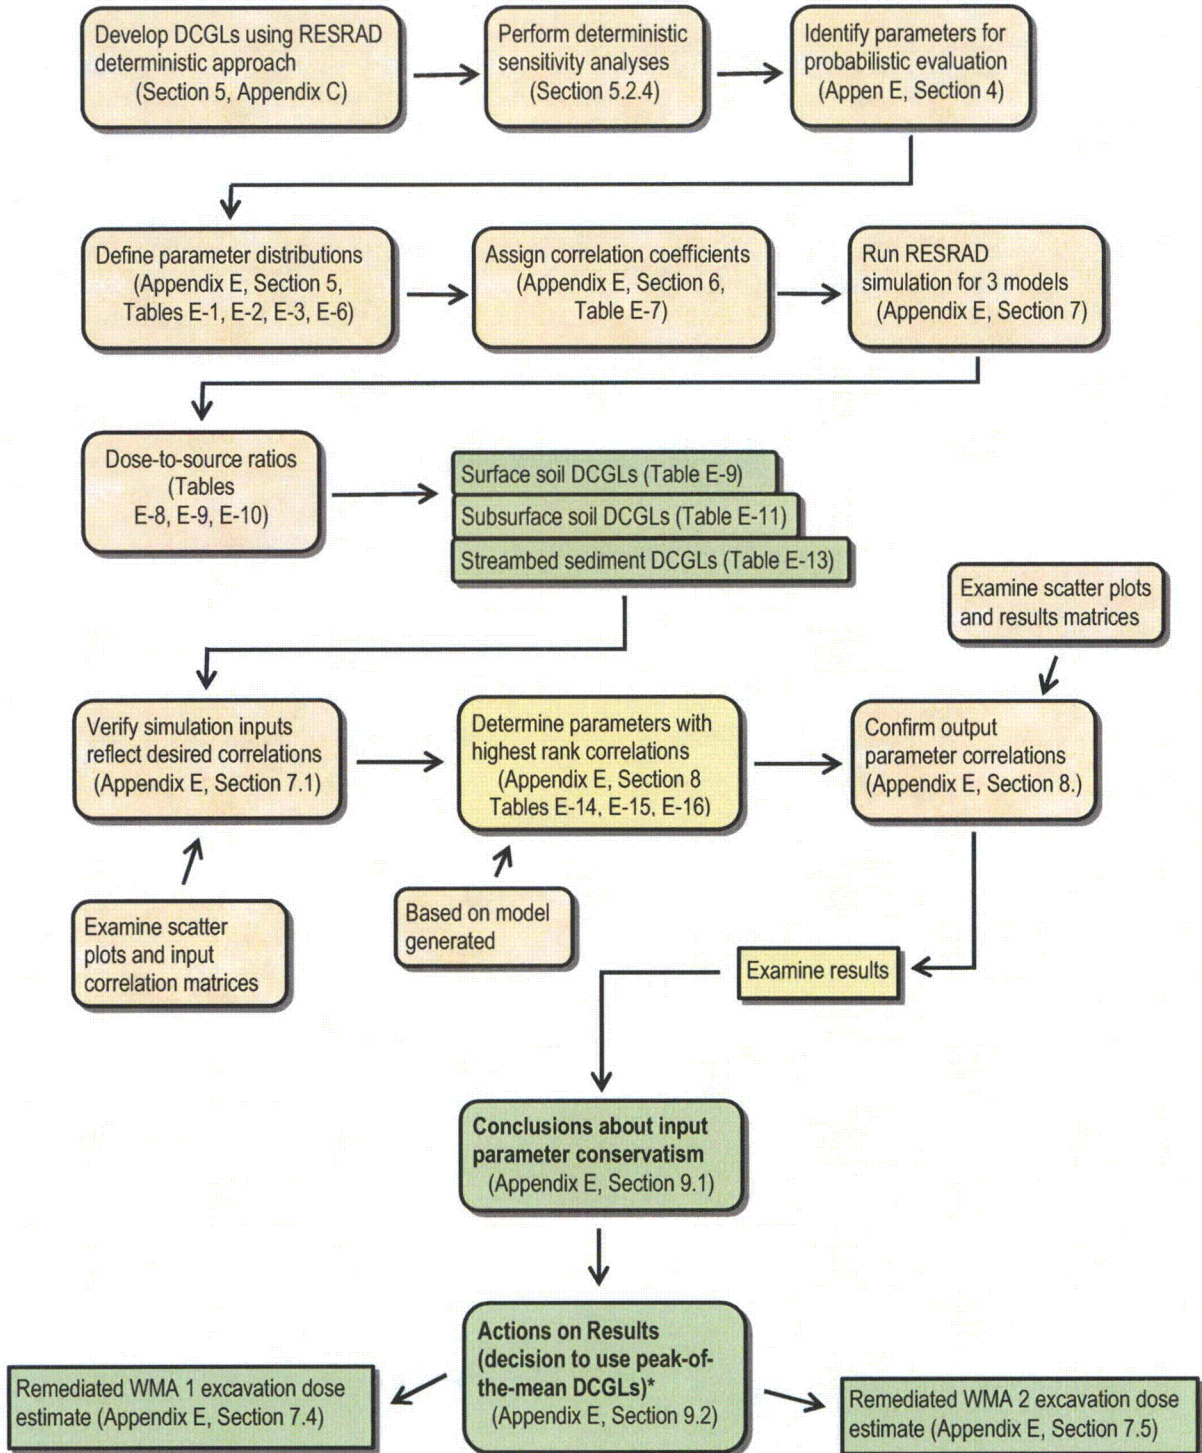 Develop DCGLs using RESRAD
deterministic approach
(Section 5, Appendix C)
Perform deterministic
sensitivity analyses
(Section 5.2.4)
Identify parameters for
probabilistic evaluation
(Appen E, Section 4)
Define parameter distributions
(Appendix E, Section 5,
Tables E-1, E-2, E-3, E-6)
Assign correlation coefficients
(Appendix E, Section 6,
Table E-7)
Run RESRAD
simulation for 3 models
(Appendix E, Section 7)
Dose-to-source ratios
(Tables
E-8, E-9, E-10)
Surface soil DCGLs (Table E-9)
Subsurface soil DCGLs (Table E-11)
Streambed sediment DCGLs (Table E-13)
Examine scatter plots
and results matrices
Verify simulation inputs
reflect desired correlations
(Appendix E, Section 7.1)
Determine parameters with
highest rank correlations
(Appendix E, Section 8
Tables E-14, E-15, E-16)
Confirm output
parameter correlations
(Appendix E, Section 8.)
Examine scatter
plots and input
correlation matrices
Based on model
generated
Examine results
Conclusions about input
parameter conservatism
(Appendix E, Section 9.1)
Actions on Results
(decision to use peak-of-
the-mean DCGLs)*
(Appendix E, Section 9.2)
Remediated WMA 1 excavation dose
estimate (Appendix E, Section 7.4)
Remediated WMA 2 excavation dose
estimate (Appendix E, Section 7.5)